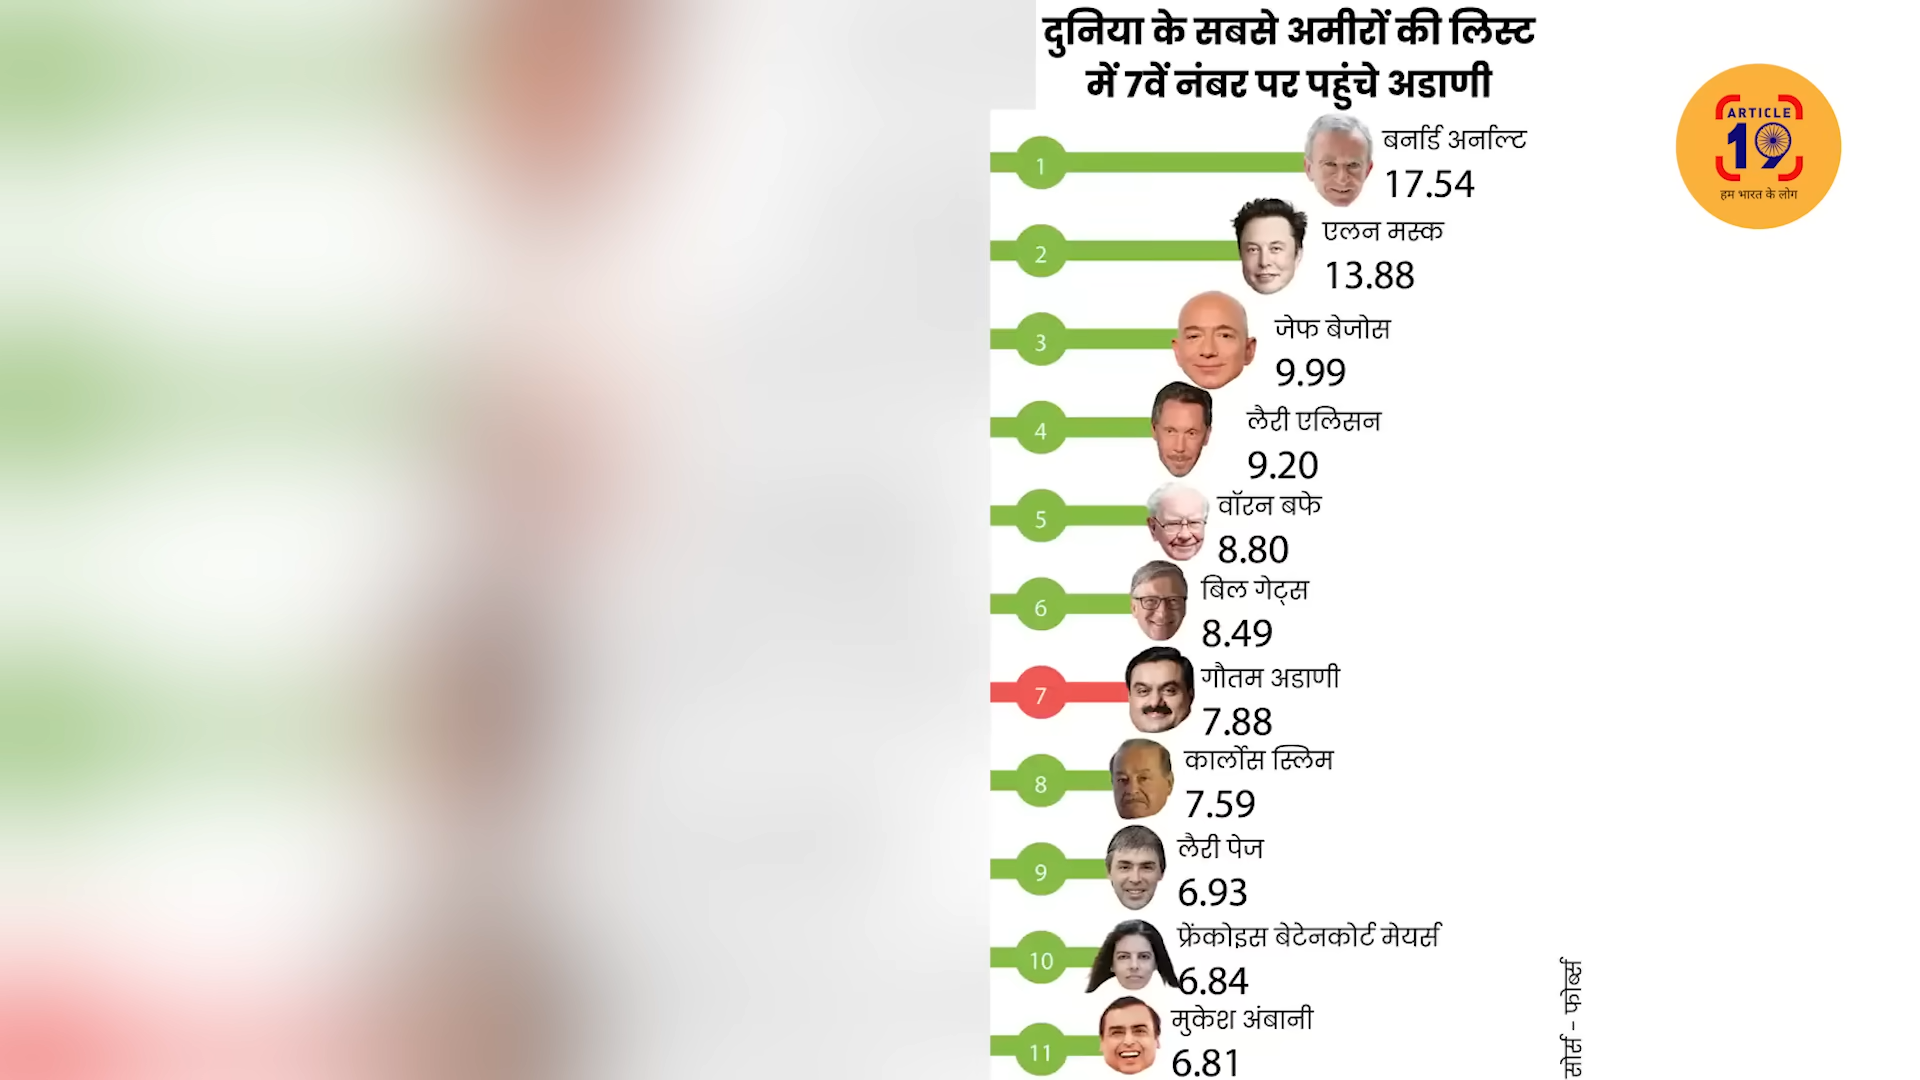 दुनिया के सबसे अमीरों की लिस्ट
में 7वें नंबर पर पहुंचे अडाणी
ARTICLE
19
हम भारत के लोग
1
बर्नार्ड अर्नाल्ट
17.54
2
एलन मस्क
13.88
3
जेफ बेजोस
9.99
4
लैरी एलिसन
9.20
5
वॉरन बफे
8.80
6
बिल गेट्स
8.49
7
गौतम अडाणी
7.88
8
कार्लोस स्लिम
7.59
9
लैरी पेज
6.93
10
फ्रेंकोइस बेटेनकोर्ट मेयर्स
6.84
11
मुकेश अंबानी
6.81
सोर्स - फोर्ब्स